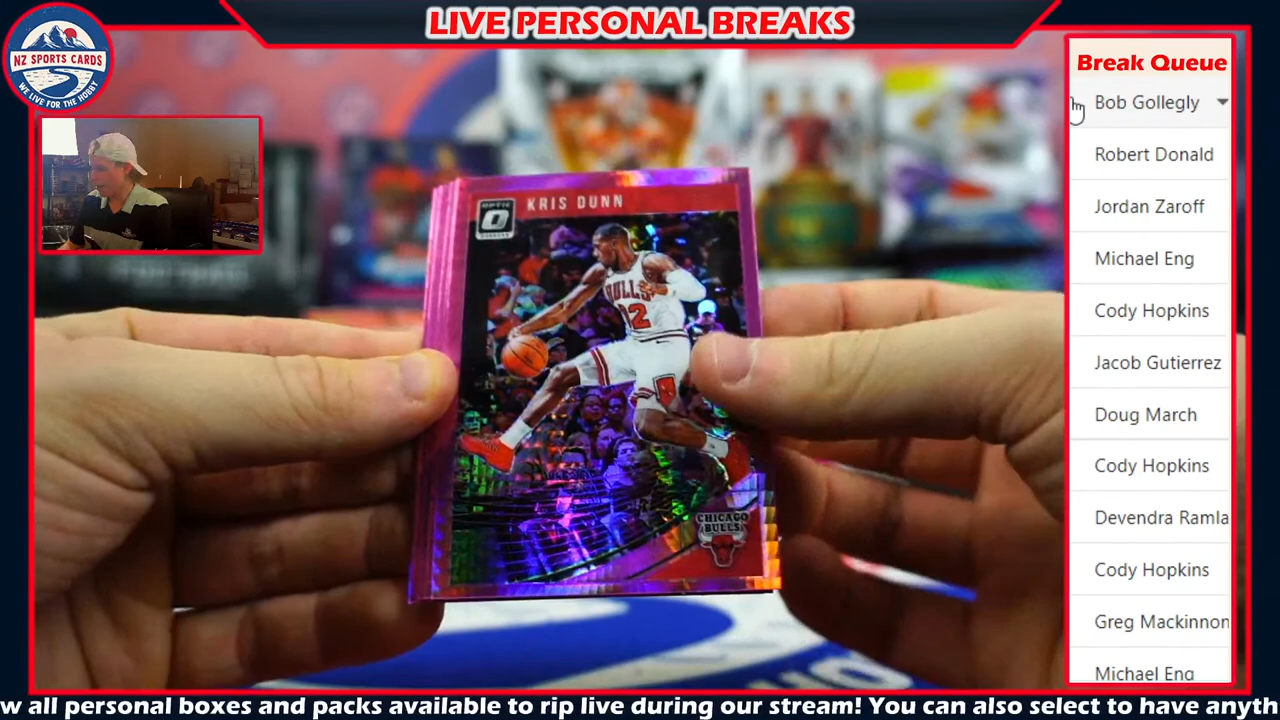 LIVE PERSONAL BREAKS
NZ SPORTS CARDS
WE LIVE FOR THE HOBBY
Break Queue
Bob Gollegly
Robert Donald
Jordan Zaroff
Michael Eng
Cody Hopkins
Jacob Gutierrez
Doug March
Cody Hopkins
Devendra Ramla
Cody Hopkins
Greg Mackinnon
Michael Eng
OPTIC
KRIS DUNN
BULLS
CHICAGO
BULLS
w all personal boxes and packs available to rip live during our stream! You can also select to have anyth